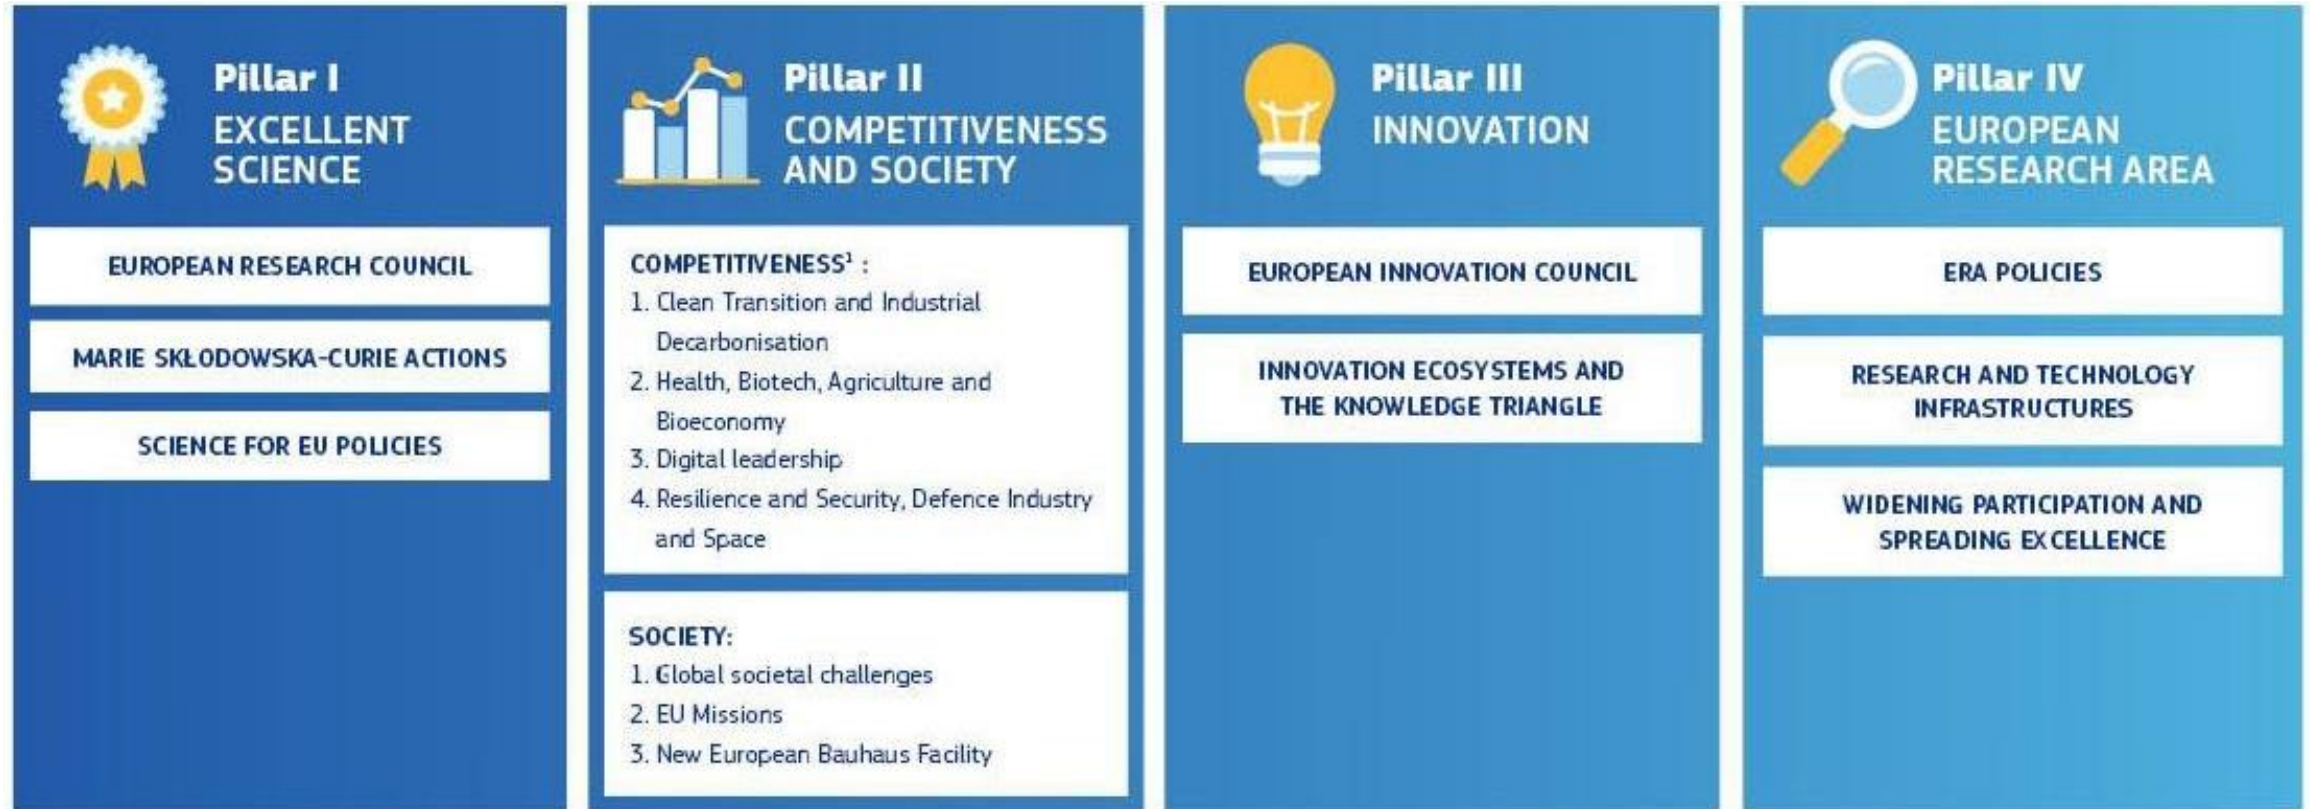 Pillar I
EXCELLENT
SCIENCE
EUROPEAN RESEARCH COUNCIL
MARIE SKŁODOWSKA-CURIE ACTIONS
SCIENCE FOR EU POLICIES
Pillar II
COMPETITIVENESS
AND SOCIETY
COMPETITIVENESS¹ :
1. Clean Transition and Industrial
Decarbonisation
2. Health, Biotech, Agriculture and
Bioeconomy
3. Digital leadership
4. Resilience and Security, Defence Industry
and Space
SOCIETY:
1. Global societal challenges
2. EU Missions
3. New European Bauhaus Facility
Pillar III
INNOVATION
EUROPEAN INNOVATION COUNCIL
INNOVATION ECOSYSTEMS AND
THE KNOWLEDGE TRIANGLE
Pillar IV
EUROPEAN
RESEARCH AREA
ERA POLICIES
RESEARCH AND TECHNOLOGY
INFRASTRUCTURES
WIDENING PARTICIPATION AND
SPREADING EXCELLENCE